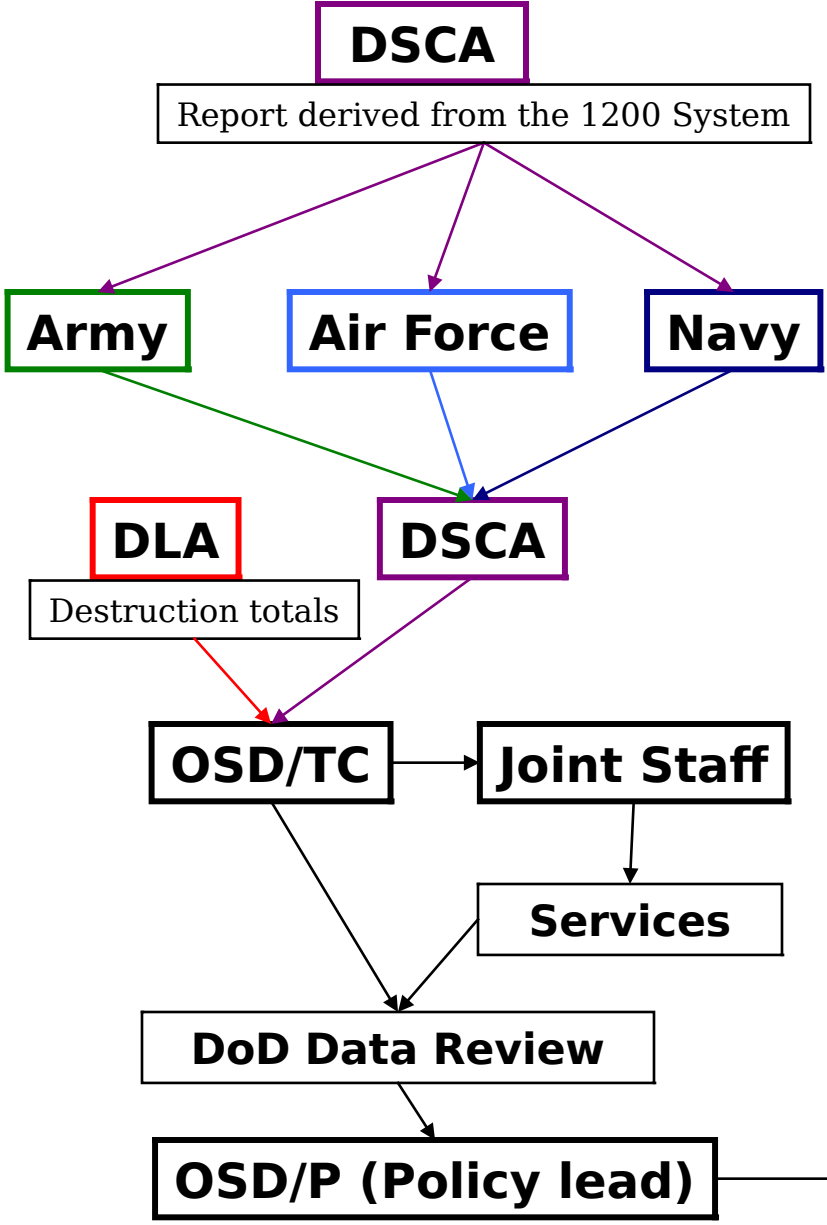 DSCA
Report derived from the 1200 System
Army
Air Force
Navy
DLA
DSCA
Destruction totals
OSD/TC
Joint Staff
Services
DoD Data Review
OSD/P (Policy lead)